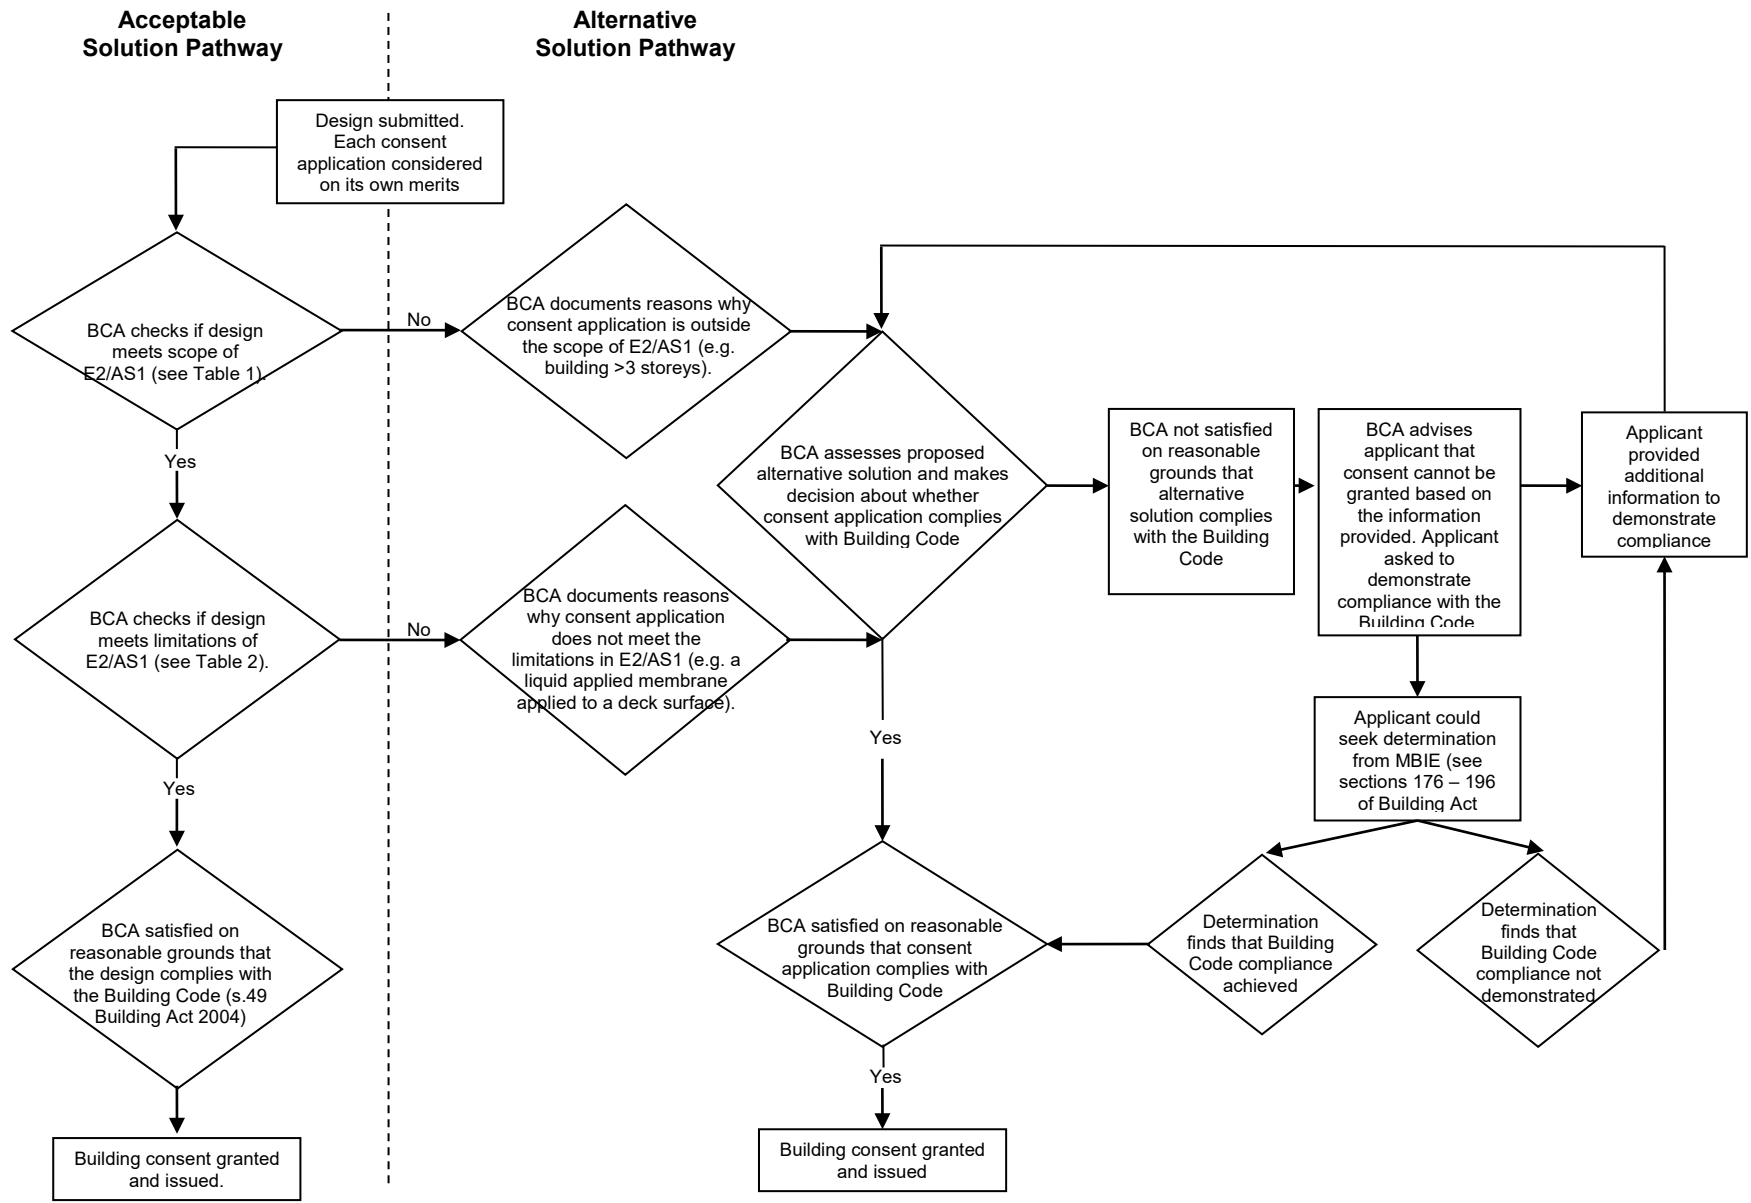 Acceptable
Solution Pathway
Alternative
Solution Pathway
Design submitted.
Each consent
application considered
on its own merits
BCA checks if design
meets scope of
E2/AS1 (see Table 1).
No
BCA documents reasons why
consent application is outside
the scope of E2/AS1 (e.g.
building >3 storeys).
Yes
BCA assesses proposed
alternative solution and makes
decision about whether
consent application complies
with Building Code
BCA not satisfied
on reasonable
grounds that
alternative
solution complies
with the Building
Code
BCA advises
applicant that
consent cannot be
granted based on
the information
provided. Applicant
asked to
demonstrate
compliance with the
Building Code
Applicant
provided
additional
information to
demonstrate
compliance
BCA checks if design
meets limitations of
E2/AS1 (see Table 2).
No
BCA documents reasons
why consent application
does not meet the
limitations in E2/AS1 (e.g. a
liquid applied membrane
applied to a deck surface).
Yes
Yes
Applicant could
seek determination
from MBIE (see
sections 176 – 196
of Building Act
BCA satisfied on
reasonable grounds that
the design complies with
the Building Code (s.49
Building Act 2004)
BCA satisfied on reasonable
grounds that consent
application complies with
Building Code
Determination
finds that Building
Code compliance
achieved
Determination
finds that
Building Code
compliance not
demonstrated
Yes
Building consent granted
and issued.
Building consent granted
and issued